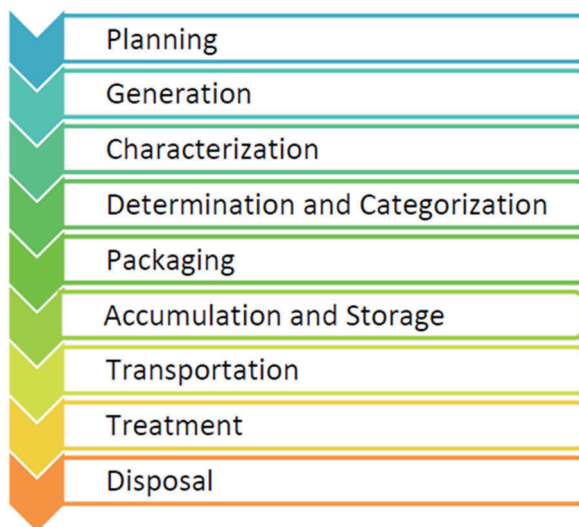 Planning
Generation
Characterization
Determination and Categorization
Packaging
Accumulation and Storage
Transportation
Treatment
Disposal